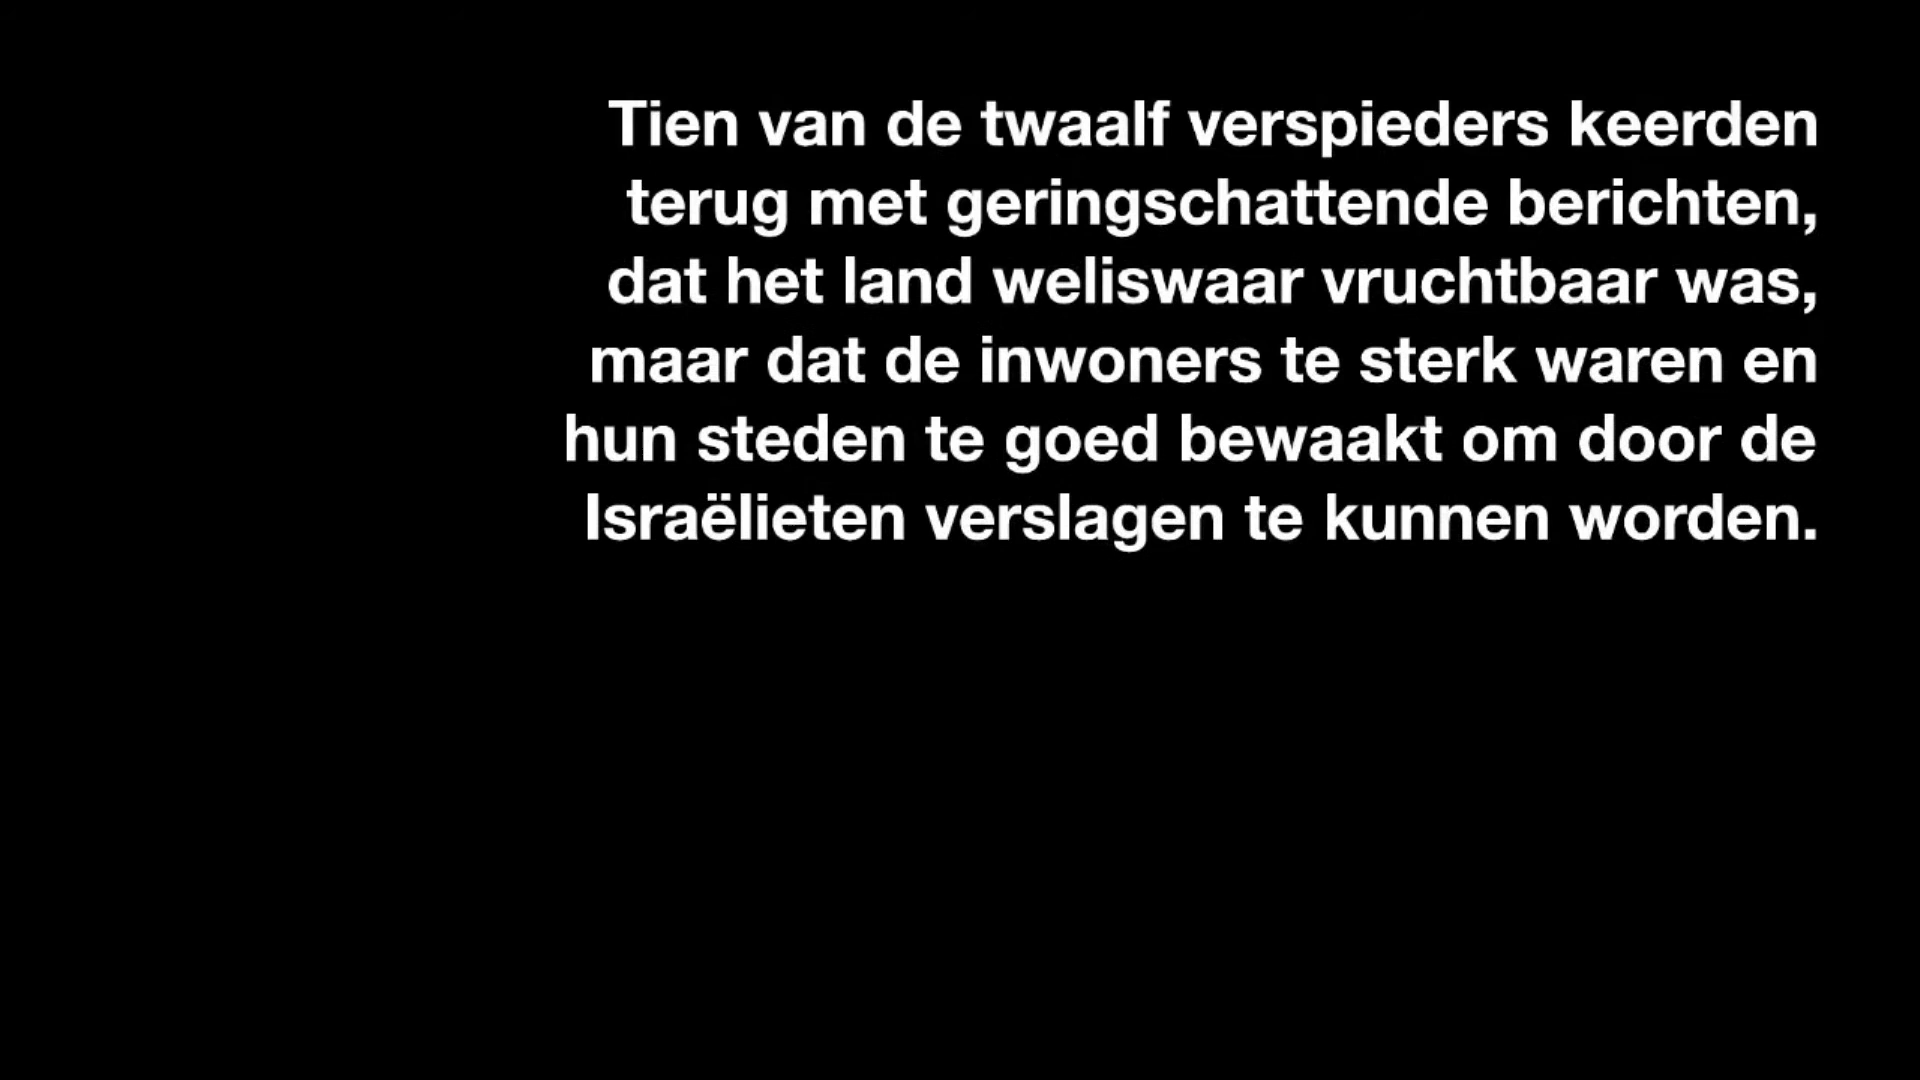 Tien van de twaalf verspieders keerden
terug met geringschattende berichten,
dat het land weliswaar vruchtbaar was,
maar dat de inwoners te sterk waren en
hun steden te goed bewaakt om door de
Israëlieten verslagen te kunnen worden.